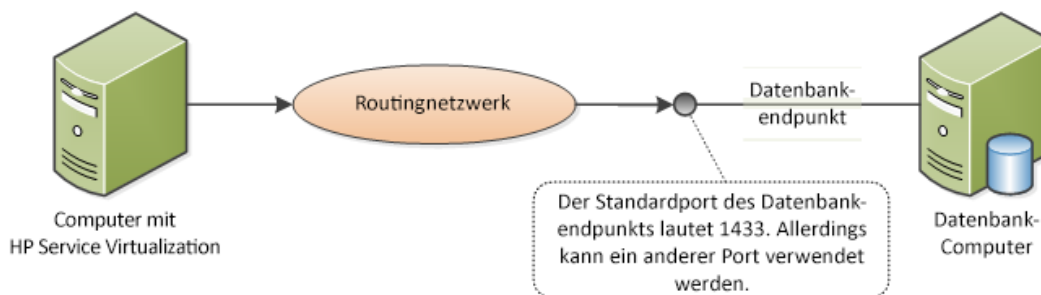 Computer mit
HP Service Virtualization
Routingnetzwerk
Datenbank-
endpunkt
Der Standardport des Datenbank-
endpunkts lautet 1433. Allerdings
kann ein anderer Port verwendet
werden.
Datenbank-
Computer